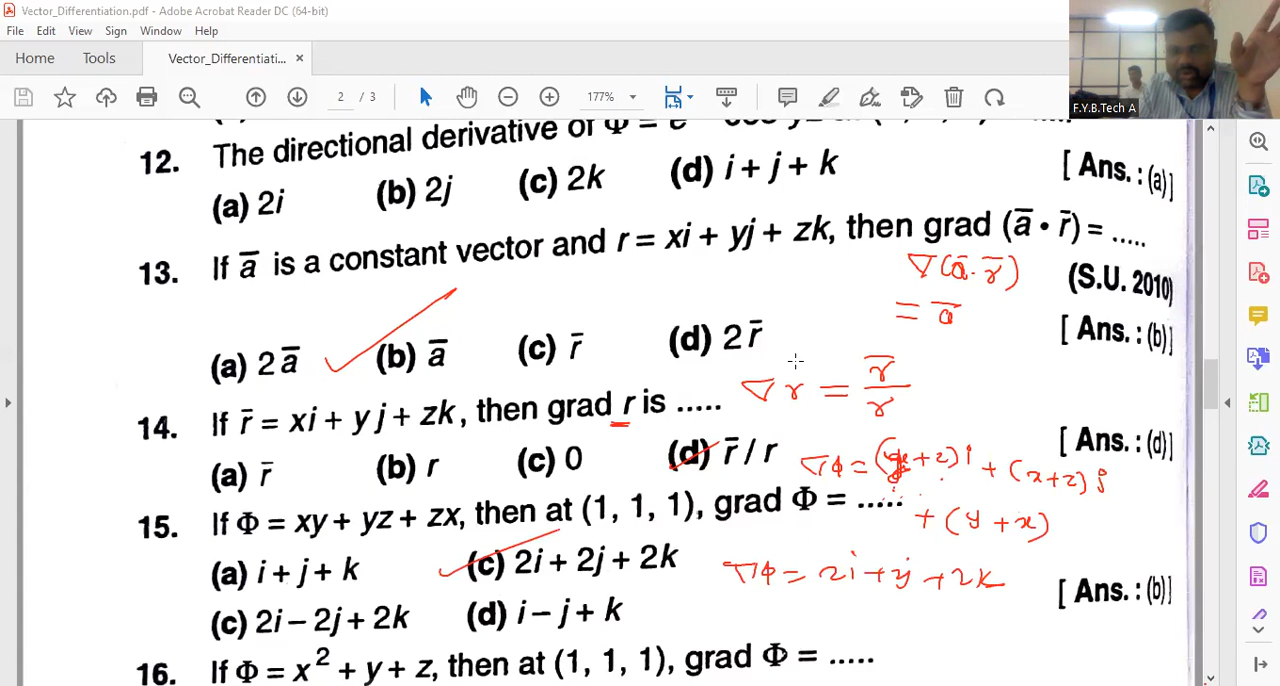 Vector_Differentiation.pdf - Adobe Acrobat Reader DC (64-bit)
File Edit View Sign Window Help
Home Tools Vector_Differentiati... ×
2 / 3 177%
F.Y.B.Tech A
12. The directional derivative of Φ = e
(a) 2i (b) 2j (c) 2k (d) i + j + k [ Ans. : (a)]
13. If a̅ is a constant vector and r = xi + yj + zk, then grad (a̅ • r̅) = .....
(S.U. 2010)
∇(a̅ . r̅)
= a̅
(a) 2 a̅ (b) a̅ (c) r̅ (d) 2 r̅ [ Ans. : (b)]
∇ r = r̅ / r
14. If r̅ = xi + y j + zk, then grad r is .....
(a) r̅ (b) r (c) 0 (d) r̅ / r [ Ans. : (d)]
∇Φ = (y+z) i + (x+z) j
+ (y + x)
15. If Φ = xy + yz + zx, then at (1, 1, 1), grad Φ = .....
(a) i + j + k (c) 2i + 2j + 2k
∇Φ = 2i + y + 2k
(c) 2i – 2j + 2k (d) i – j + k [ Ans. : (b)]
16. If Φ = x² + y + z, then at (1, 1, 1), grad Φ = .....